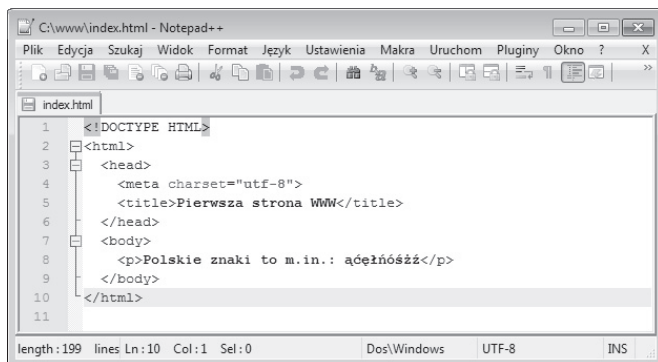 C:\www\index.html - Notepad++
Plik Edycja Szukaj Widok Format Język Ustawienia Makra Uruchom Pluginy Okno ? X
index.html
1 <!DOCTYPE HTML>
2 <html>
3 <head>
4 <meta charset="utf-8">
5 <title>Pierwsza strona WWW</title>
6 </head>
7 <body>
8 <p>Polskie znaki to m.in.: ąćęłńóśżź</p>
9 </body>
10 </html>
11
length : 199 lines Ln : 10 Col : 1 Sel : 0 Dos\Windows UTF-8 INS